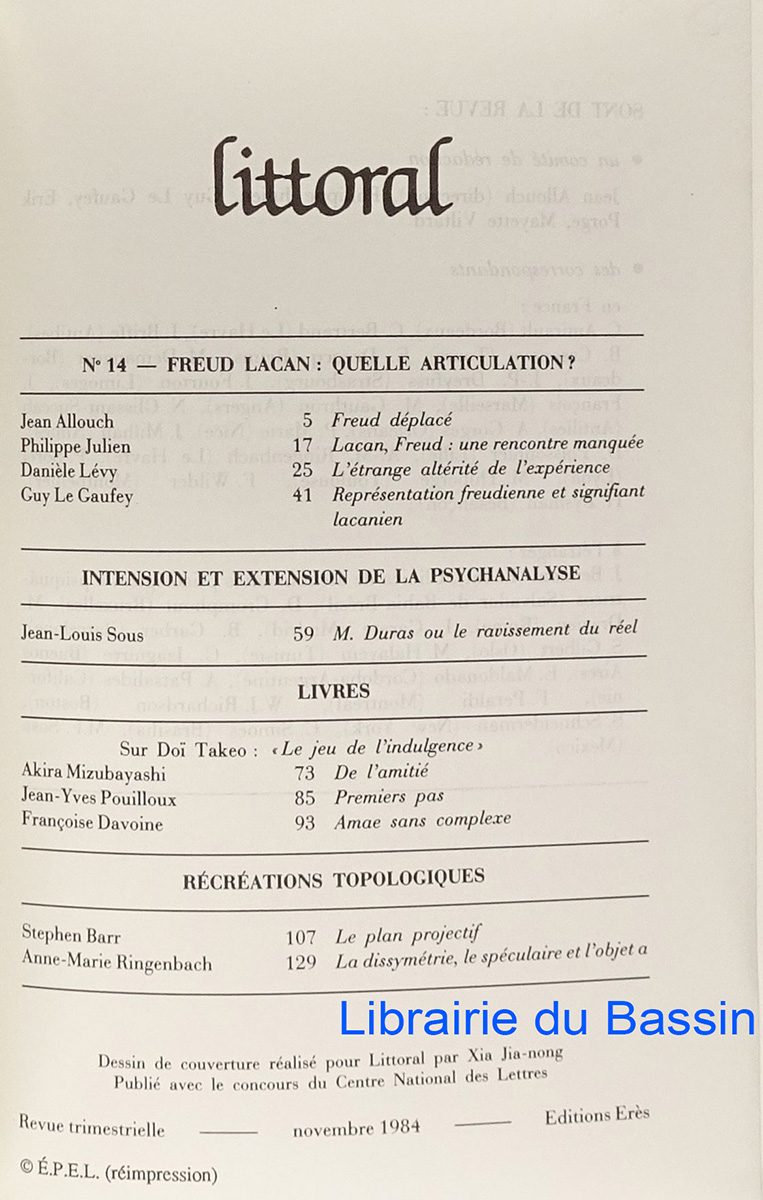 littoral
N° 14 — FREUD LACAN : QUELLE ARTICULATION ?
Jean Allouch 5 Freud déplacé
Philippe Julien 17 Lacan, Freud : une rencontre manquée
Danièle Lévy 25 L'étrange altérité de l'expérience
Guy Le Gaufey 41 Représentation freudienne et signifiant
lacanien
INTENSION ET EXTENSION DE LA PSYCHANALYSE
Jean-Louis Sous 59 M. Duras ou le ravissement du réel
LIVRES
Sur Doï Takeo : « Le jeu de l'indulgence »
Akira Mizubayashi 73 De l'amitié
Jean-Yves Pouilloux 85 Premiers pas
Françoise Davoine 93 Amae sans complexe
RÉCRÉATIONS TOPOLOGIQUES
Stephen Barr 107 Le plan projectif
Anne-Marie Ringenbach 129 La dissymétrie, le spéculaire et l'objet a
Librairie du Bassin
Dessin de couverture réalisé pour Littoral par Xia Jia-nong
Publié avec le concours du Centre National des Lettres
Revue trimestrielle — novembre 1984 — Editions Erès
© É.P.E.L. (réimpression)